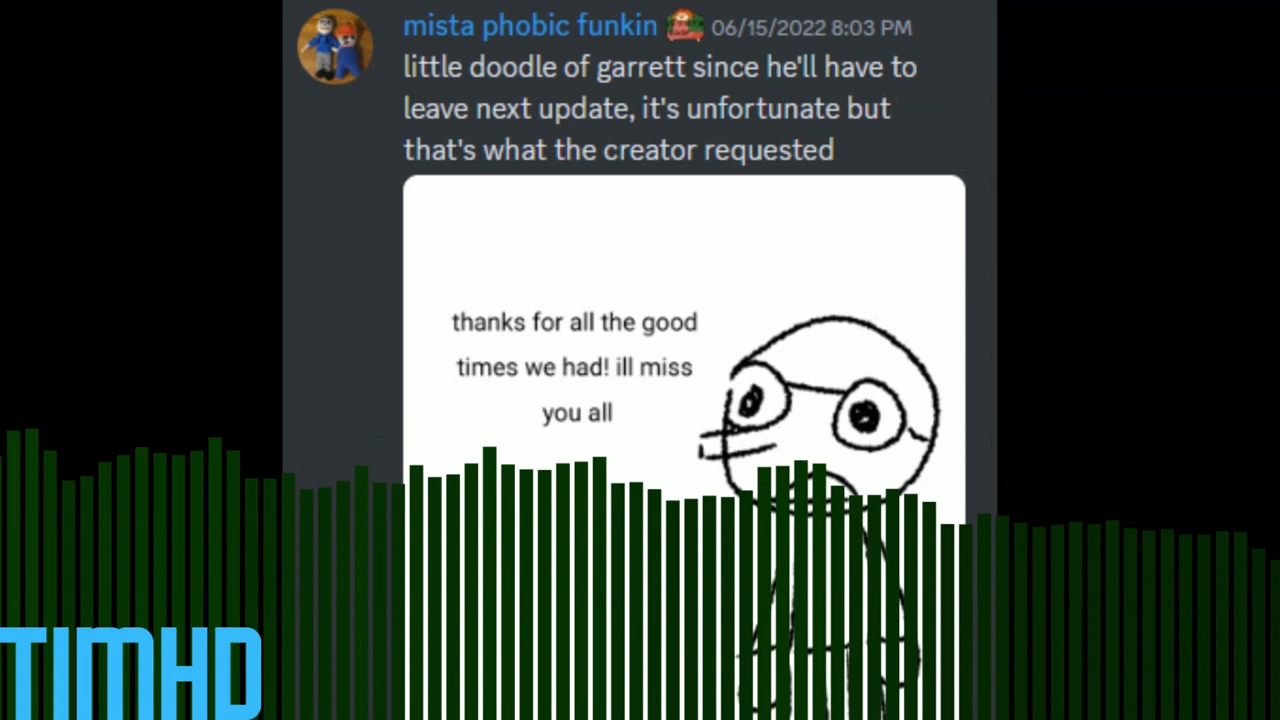 mista phobic funkin 06/15/2022 8:03 PM
little doodle of garrett since he'll have to
leave next update, it's unfortunate but
that's what the creator requested
thanks for all the good
times we had! ill miss
you all
TIMHD